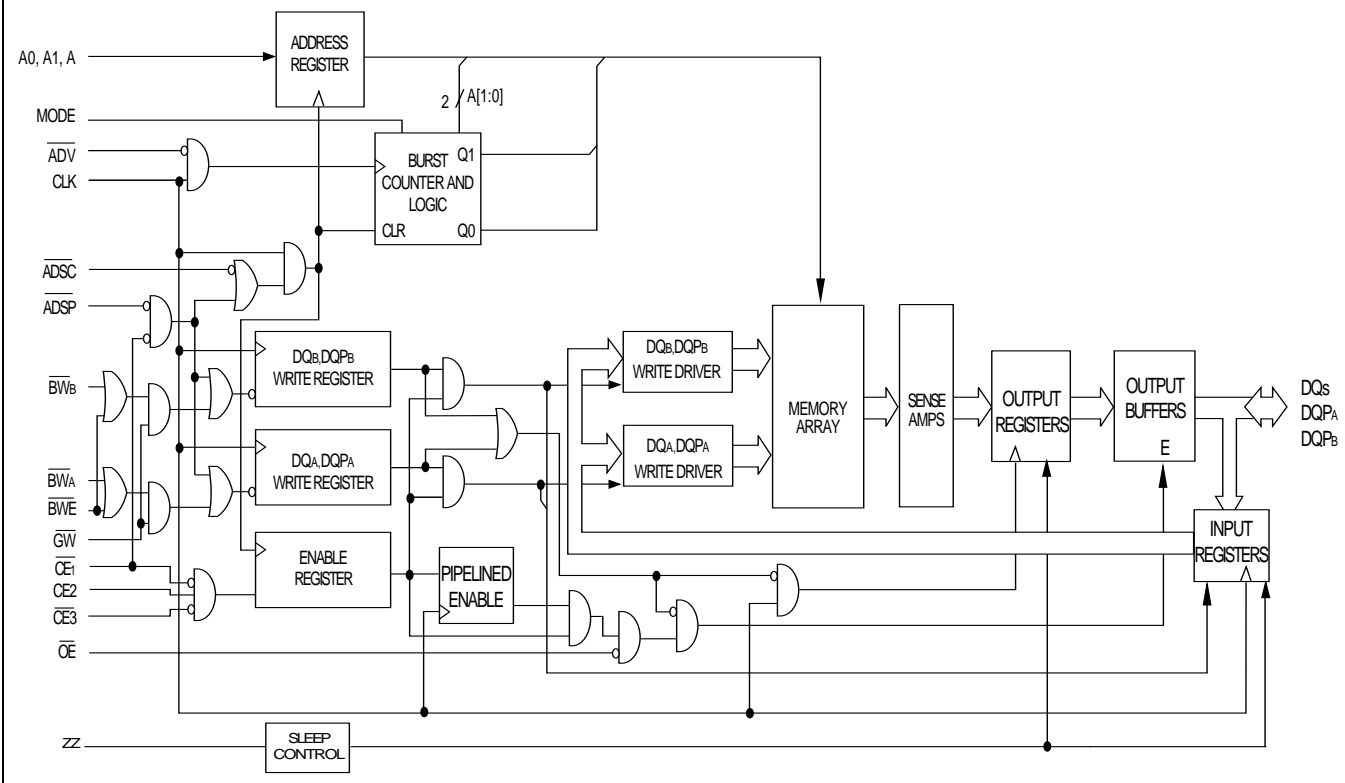 ADDRESS
REGISTER
A0, A1, A
2
A[1:0]
MODE
ADV
CLK
BURST
COUNTER AND
LOGIC
Q1
CLR
Q0
ADSC
ADSP
DQB,DQPB
WRITE REGISTER
DQB,DQPB
WRITE DRIVER
MEMORY
ARRAY
SENSE
AMPS
OUTPUT
REGISTERS
OUTPUT
BUFFERS
E
DQs
DQPA
DQPB
BWB
DQA,DQPA
WRITE REGISTER
DQA,DQPA
WRITE DRIVER
BWA
BWE
GW
CE1
CE2
CE3
ENABLE
REGISTER
PIPELINED
ENABLE
INPUT
REGISTERS
OE
ZZ
SLEEP
CONTROL